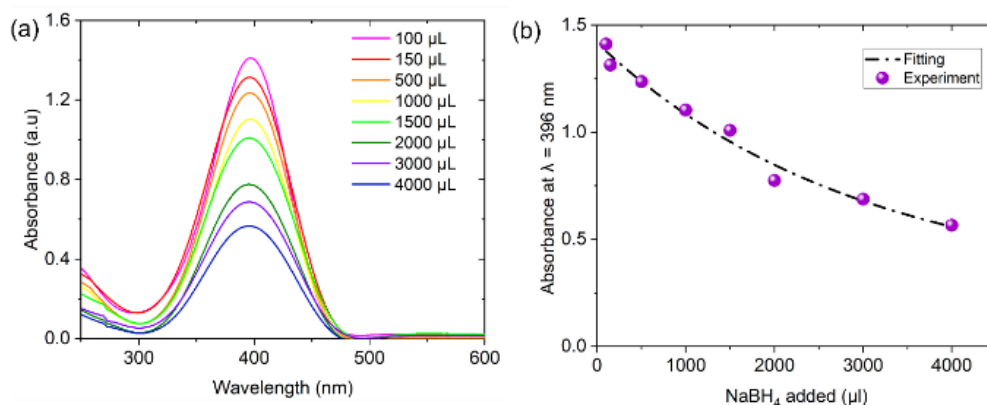 (a)
100 µL
150 µL
500 µL
1000 µL
1500 µL
2000 µL
3000 µL
4000 µL
1.6
1.2
0.8
0.4
0.0
Absorbance (a.u)
300
400
500
600
Wavelength (nm)
(b)
Fitting
Experiment
1.5
1.0
0.5
0.0
Absorbance at λ = 396 nm
0
1000
2000
3000
4000
NaBH₄ added (µl)